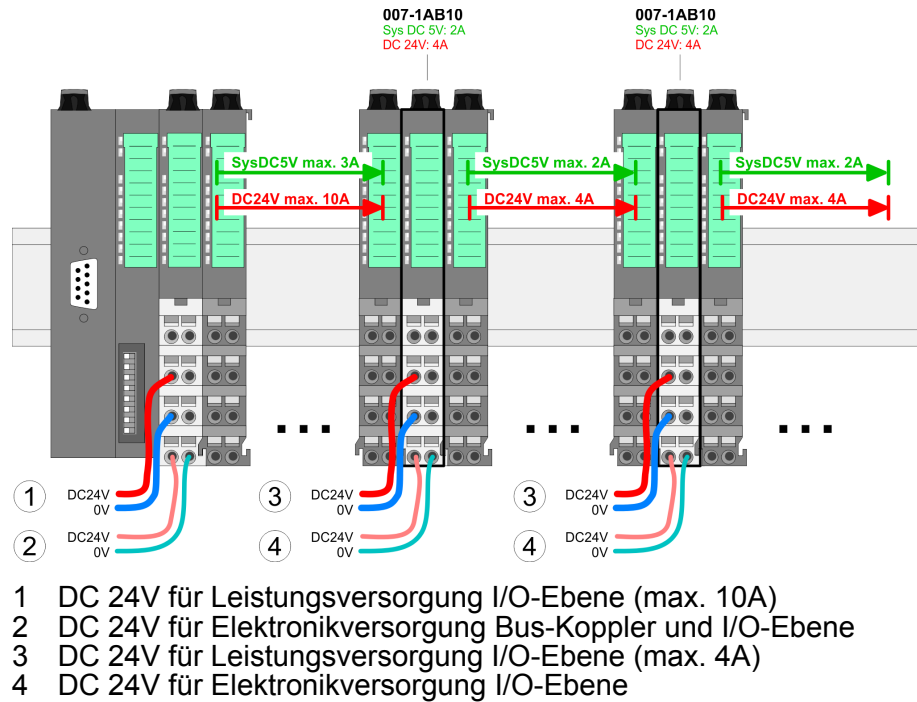 007-1AB10
Sys DC 5V: 2A
DC 24V: 4A
007-1AB10
Sys DC 5V: 2A
DC 24V: 4A
SysDC5V max. 3A
SysDC5V max. 2A
SysDC5V max. 2A
DC24V max. 10A
DC24V max. 4A
DC24V max. 4A
1 DC24V
0V
3 DC24V
0V
3 DC24V
0V
2 DC24V
0V
4 DC24V
0V
4 DC24V
0V
1 DC 24V für Leistungsversorgung I/O-Ebene (max. 10A)
2 DC 24V für Elektronikversorgung Bus-Koppler und I/O-Ebene
3 DC 24V für Leistungsversorgung I/O-Ebene (max. 4A)
4 DC 24V für Elektronikversorgung I/O-Ebene